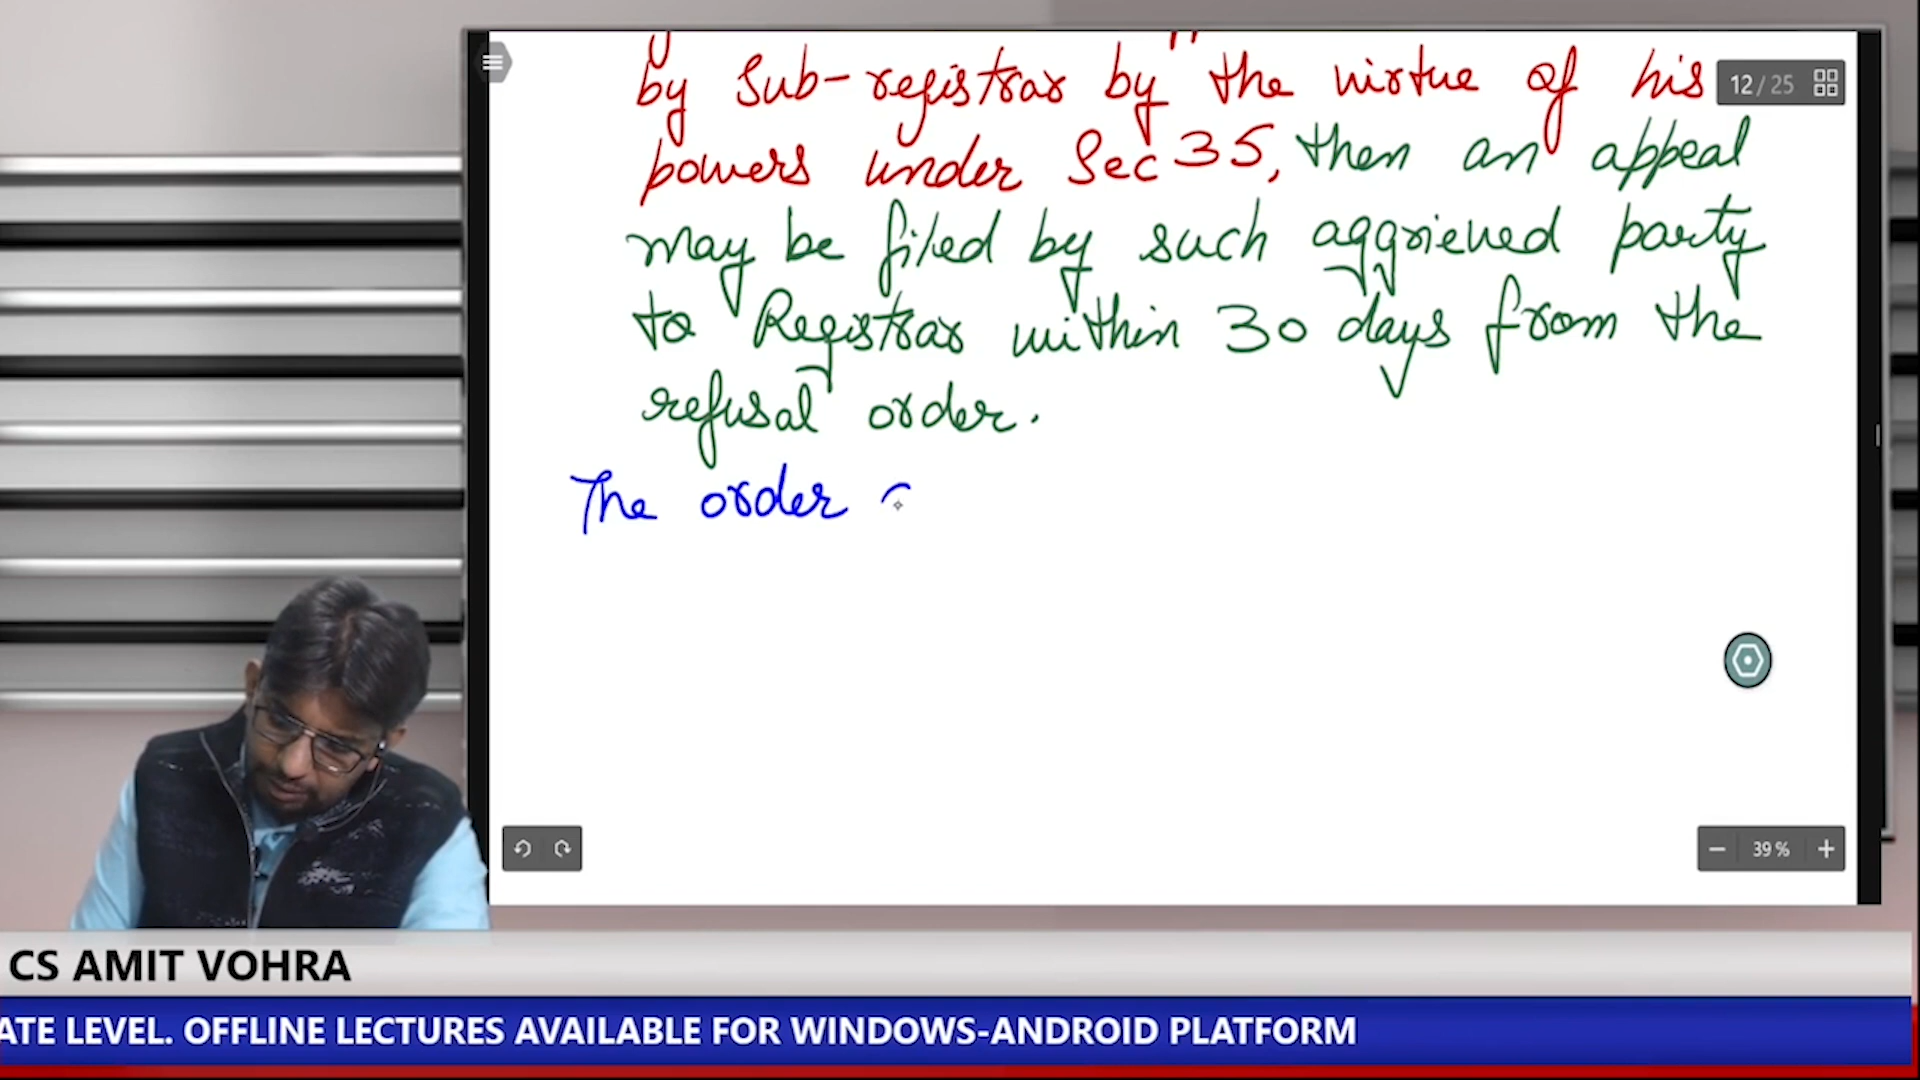 by Sub-registrar by the virtue of his
12 / 25
powers under Sec 35, then an appeal
may be filed by such aggrieved party
to Registrar within 30 days from the
refusal order.
The order
39 %
CS AMIT VOHRA
ATE LEVEL. OFFLINE LECTURES AVAILABLE FOR WINDOWS-ANDROID PLATFORM